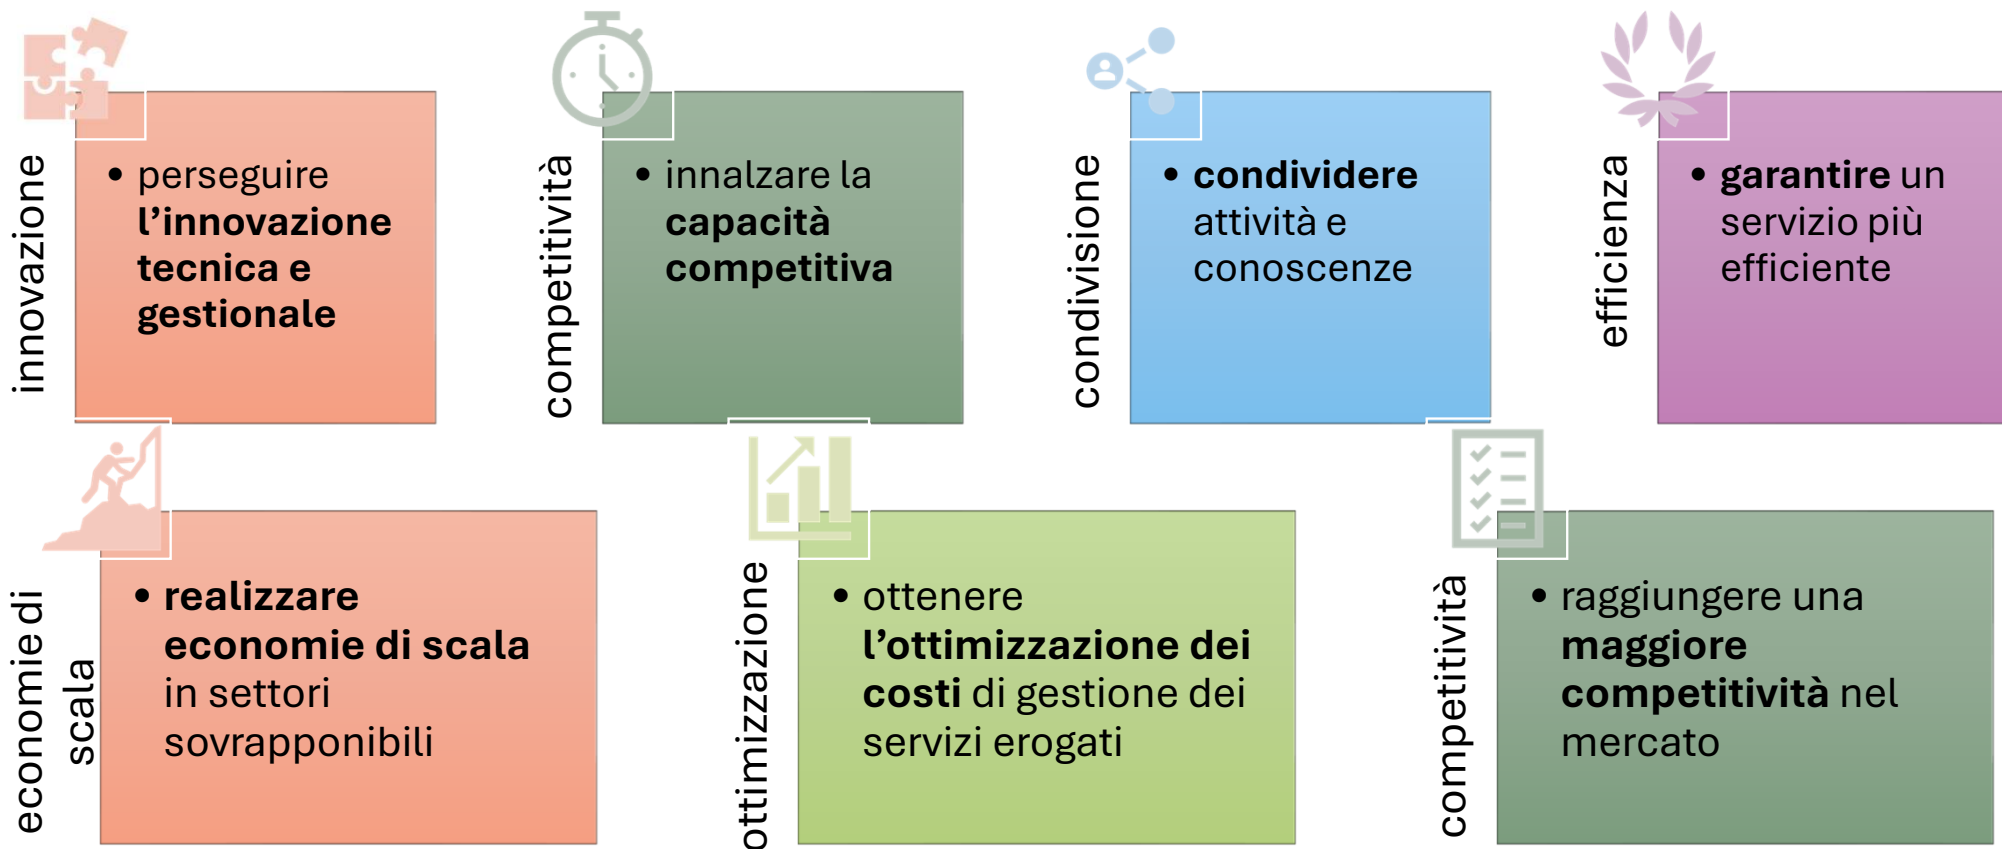 innovazione
• perseguire
l’innovazione
tecnica e
gestionale
competitività
• innalzare la
capacità
competitiva
condivisione
• condividere
attività e
conoscenze
efficienza
• garantire un
servizio più
efficiente
economie di
scala
• realizzare
economie di scala
in settori
sovrapponibili
ottimizzazione
• ottenere
l’ottimizzazione dei
costi di gestione dei
servizi erogati
competitività
• raggiungere una
maggiore
competitività nel
mercato